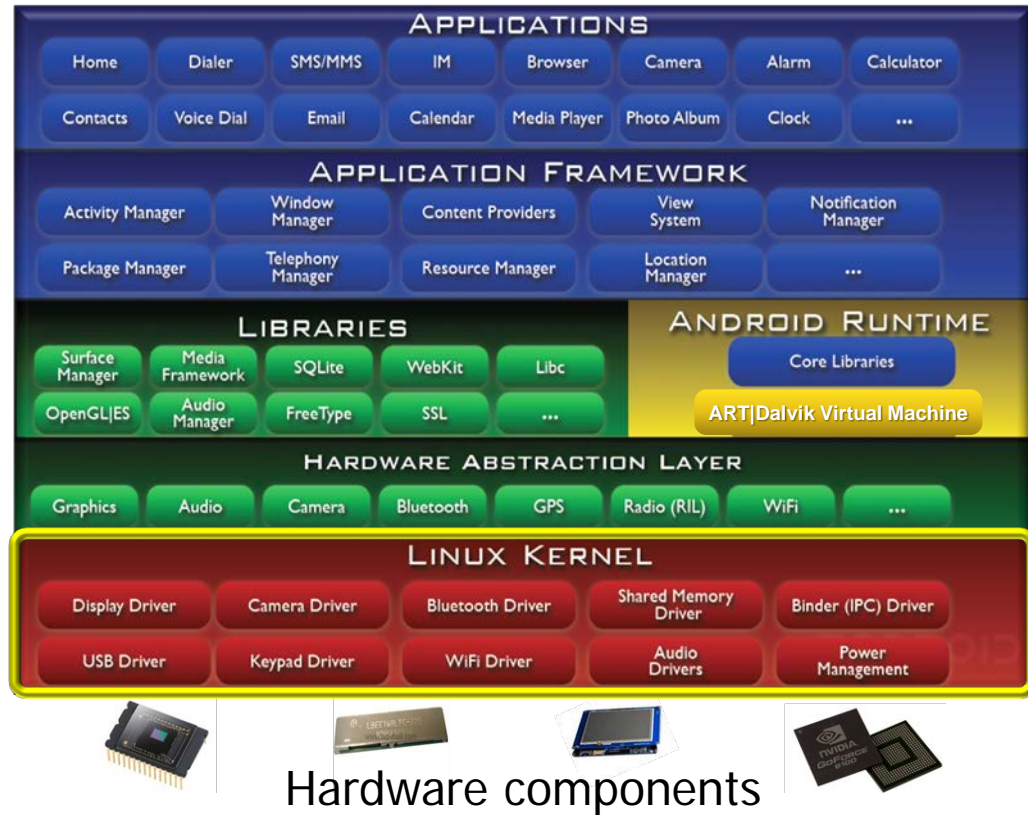 APPLICATIONS
Home Dialer SMS/MMS IM Browser Camera Alarm Calculator
Contacts Voice Dial Email Calendar Media Player Photo Album Clock ...
APPLICATION FRAMEWORK
Activity Manager Window Manager Content Providers View System Notification Manager
Package Manager Telephony Manager Resource Manager Location Manager ...
LIBRARIES ANDROID RUNTIME
Surface Manager Media Framework SQLite WebKit Libc Core Libraries
OpenGL|ES Audio Manager FreeType SSL ... ART|Dalvik Virtual Machine
HARDWARE ABSTRACTION LAYER
Graphics Audio Camera Bluetooth GPS Radio (RIL) WiFi ...
LINUX KERNEL
Display Driver Camera Driver Bluetooth Driver Shared Memory Driver Binder (IPC) Driver
USB Driver Keypad Driver WiFi Driver Audio Drivers Power Management
NVIDIA
GEFORCE
Hardware components